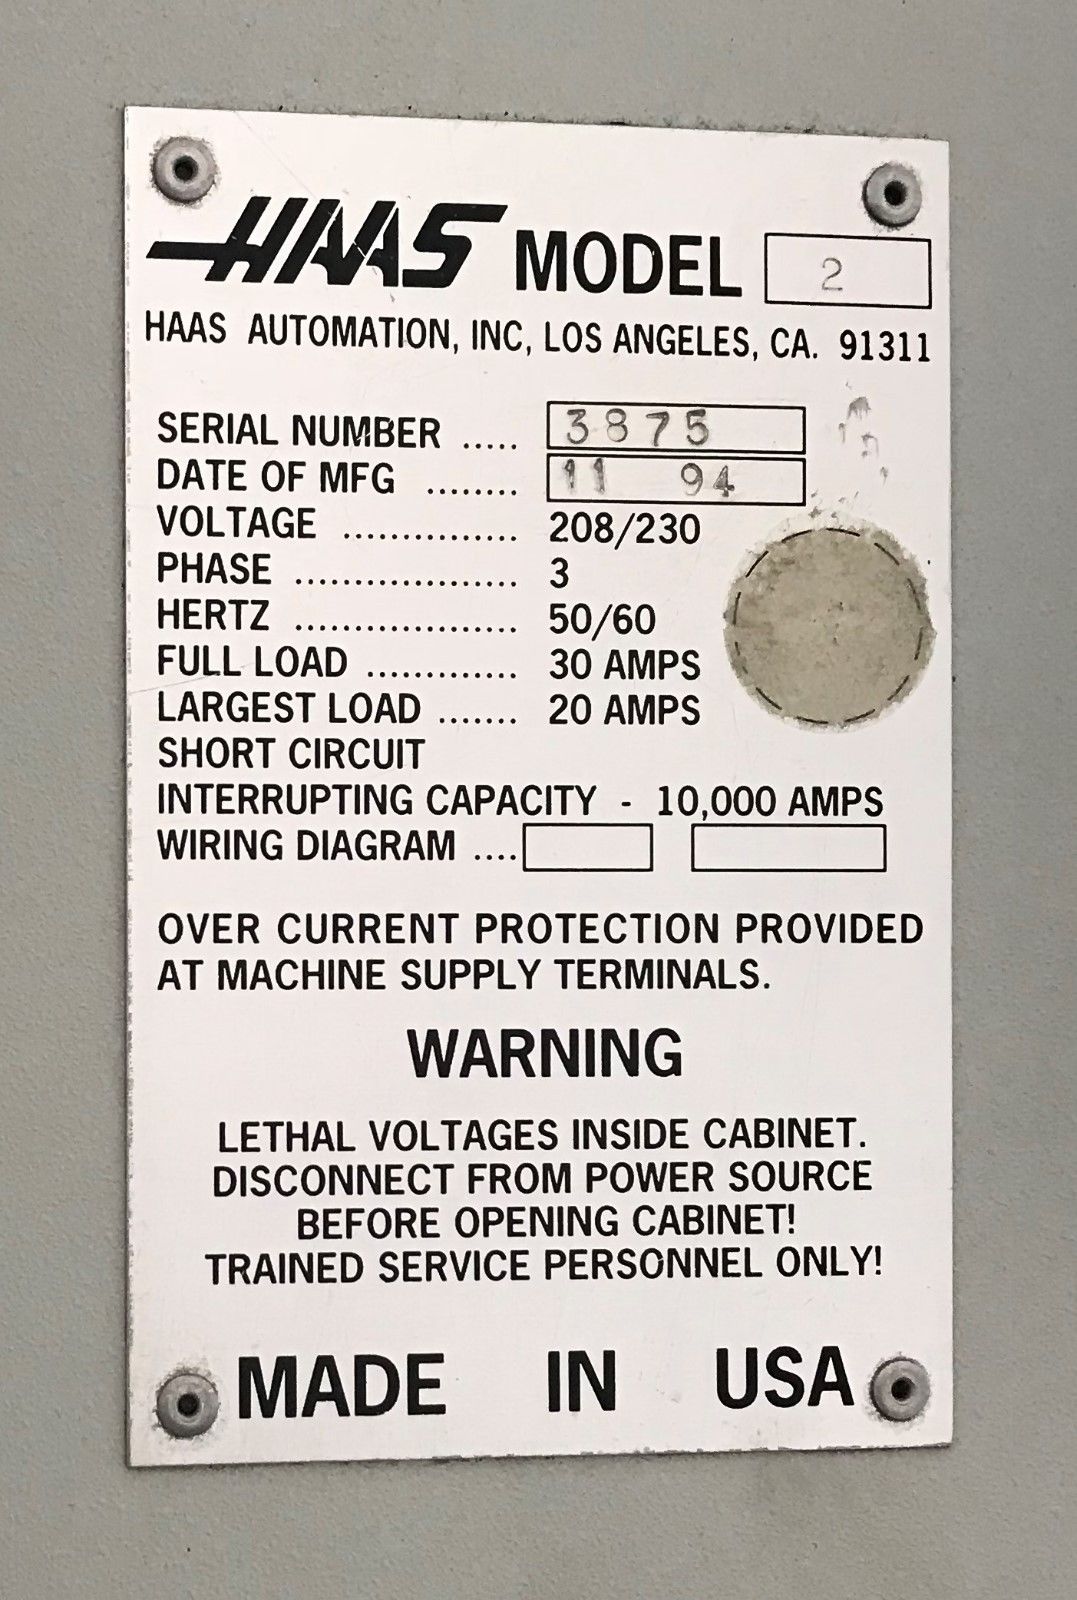 HAAS MODEL 2
HAAS AUTOMATION, INC, LOS ANGELES, CA. 91311
SERIAL NUMBER ..... 3875
DATE OF MFG ........ 11 94
VOLTAGE ............... 208/230
PHASE ................... 3
HERTZ ................... 50/60
FULL LOAD ............. 30 AMPS
LARGEST LOAD ....... 20 AMPS
SHORT CIRCUIT
INTERRUPTING CAPACITY - 10,000 AMPS
WIRING DIAGRAM ....
OVER CURRENT PROTECTION PROVIDED
AT MACHINE SUPPLY TERMINALS.
WARNING
LETHAL VOLTAGES INSIDE CABINET.
DISCONNECT FROM POWER SOURCE
BEFORE OPENING CABINET!
TRAINED SERVICE PERSONNEL ONLY!
MADE IN USA